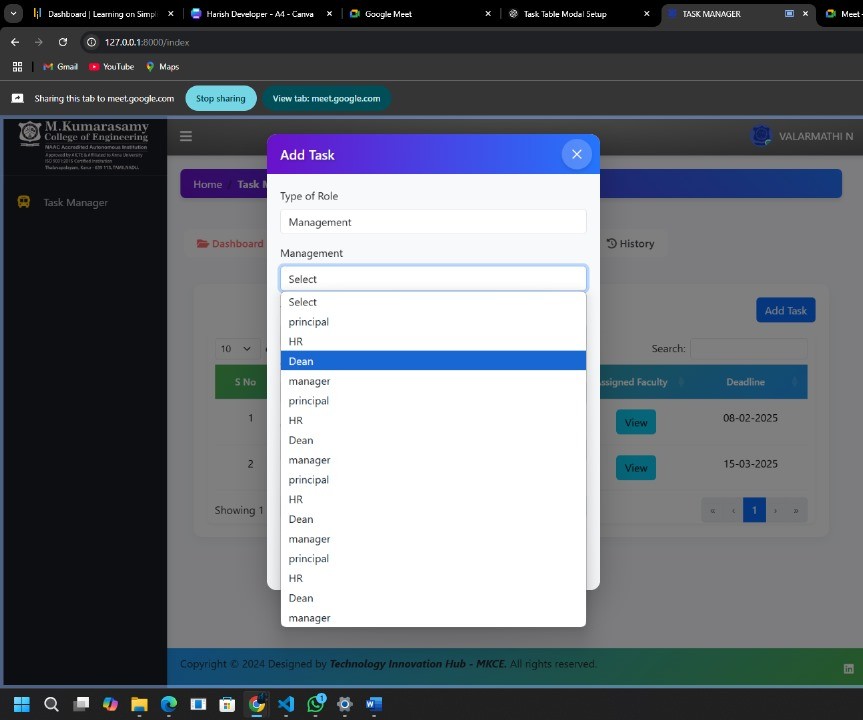 Dashboard | Learning on Simpl
Harish Developer - A4 - Canva
Google Meet
Task Table Modal Setup
TASK MANAGER
Meet -
127.0.0.1:8000/index
Gmail
YouTube
Maps
Sharing this tab to meet.google.com
Stop sharing
View tab: meet.google.com
M.Kumarasamy
College of Engineering
NAAC Accredited Autonomous Institution
VALARMATHI N
Task Manager
Home / Task M
Dashboard
History
Add Task
Type of Role
Management
Management
Select
Select
principal
HR
Dean
manager
principal
HR
Dean
manager
principal
HR
Dean
manager
principal
HR
Dean
manager
Add Task
10
Search:
S No
ssigned Faculty
Deadline
1
View
08-02-2025
2
View
15-03-2025
Showing 1
« ‹ 1 › »
Copyright © 2024 Designed by Technology Innovation Hub - MKCE. All rights reserved.
in
1